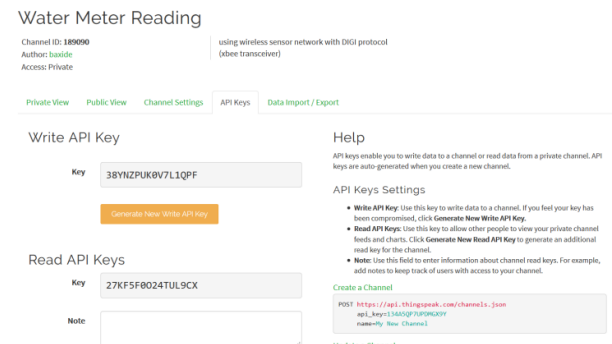 Water Meter Reading
Channel ID: 189090
Author: baxide
Access: Private
using wireless sensor network with DIGI protocol
(xbee transceiver)
Private View
Public View
Channel Settings
API Keys
Data Import / Export
Write API Key
Key
38YNZPUK0V7L1QPF
Generate New Write API Key
Read API Keys
Key
27KF5F0O24TUL9CX
Note
Help
API keys enable you to write data to a channel or read data from a private channel. API
keys are auto-generated when you create a new channel.
API Keys Settings
• Write API Key: Use this key to write data to a channel. If you feel your key has
been compromised, click Generate New Write API Key.
• Read API Keys: Use this key to allow other people to view your private channel
feeds and charts. Click Generate New Read API Key to generate an additional
read key for the channel.
• Note: Use this field to enter information about channel read keys. For example,
add notes to keep track of users with access to your channel.
Create a Channel
POST https://api.thingspeak.com/channels.json
api_key=134A5QF7UPDMGX9Y
name=My New Channel